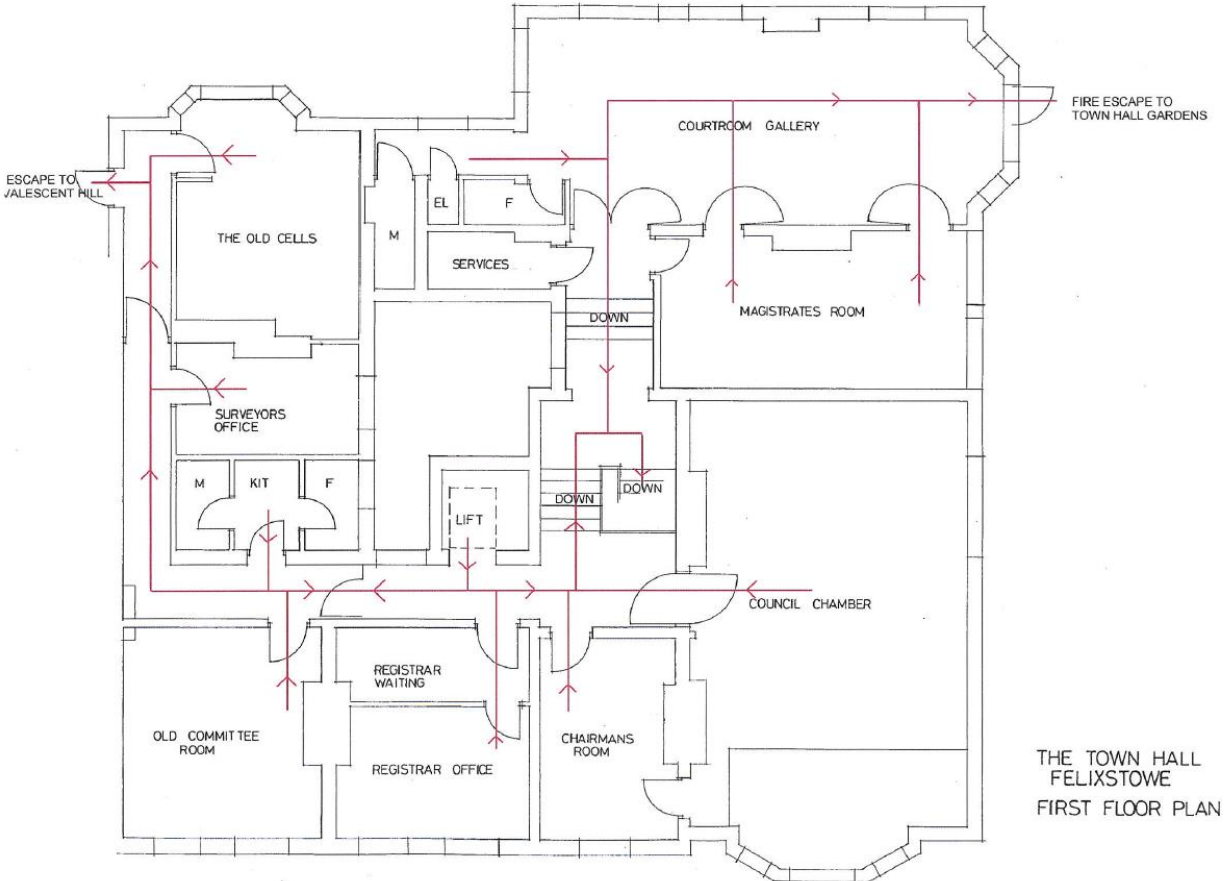 FIRE ESCAPE TO
TOWN HALL GARDENS
COURTROOM GALLERY
ESCAPE TO
VALESCENT HILL
THE OLD CELLS
M
EL
F
SERVICES
MAGISTRATES ROOM
DOWN
SURVEYORS
OFFICE
M
KIT
F
LIFT
DOWN
DOWN
COUNCIL CHAMBER
REGISTRAR
WAITING
OLD COMMITTEE
ROOM
REGISTRAR OFFICE
CHAIRMANS
ROOM
THE TOWN HALL
FELIXSTOWE
FIRST FLOOR PLAN